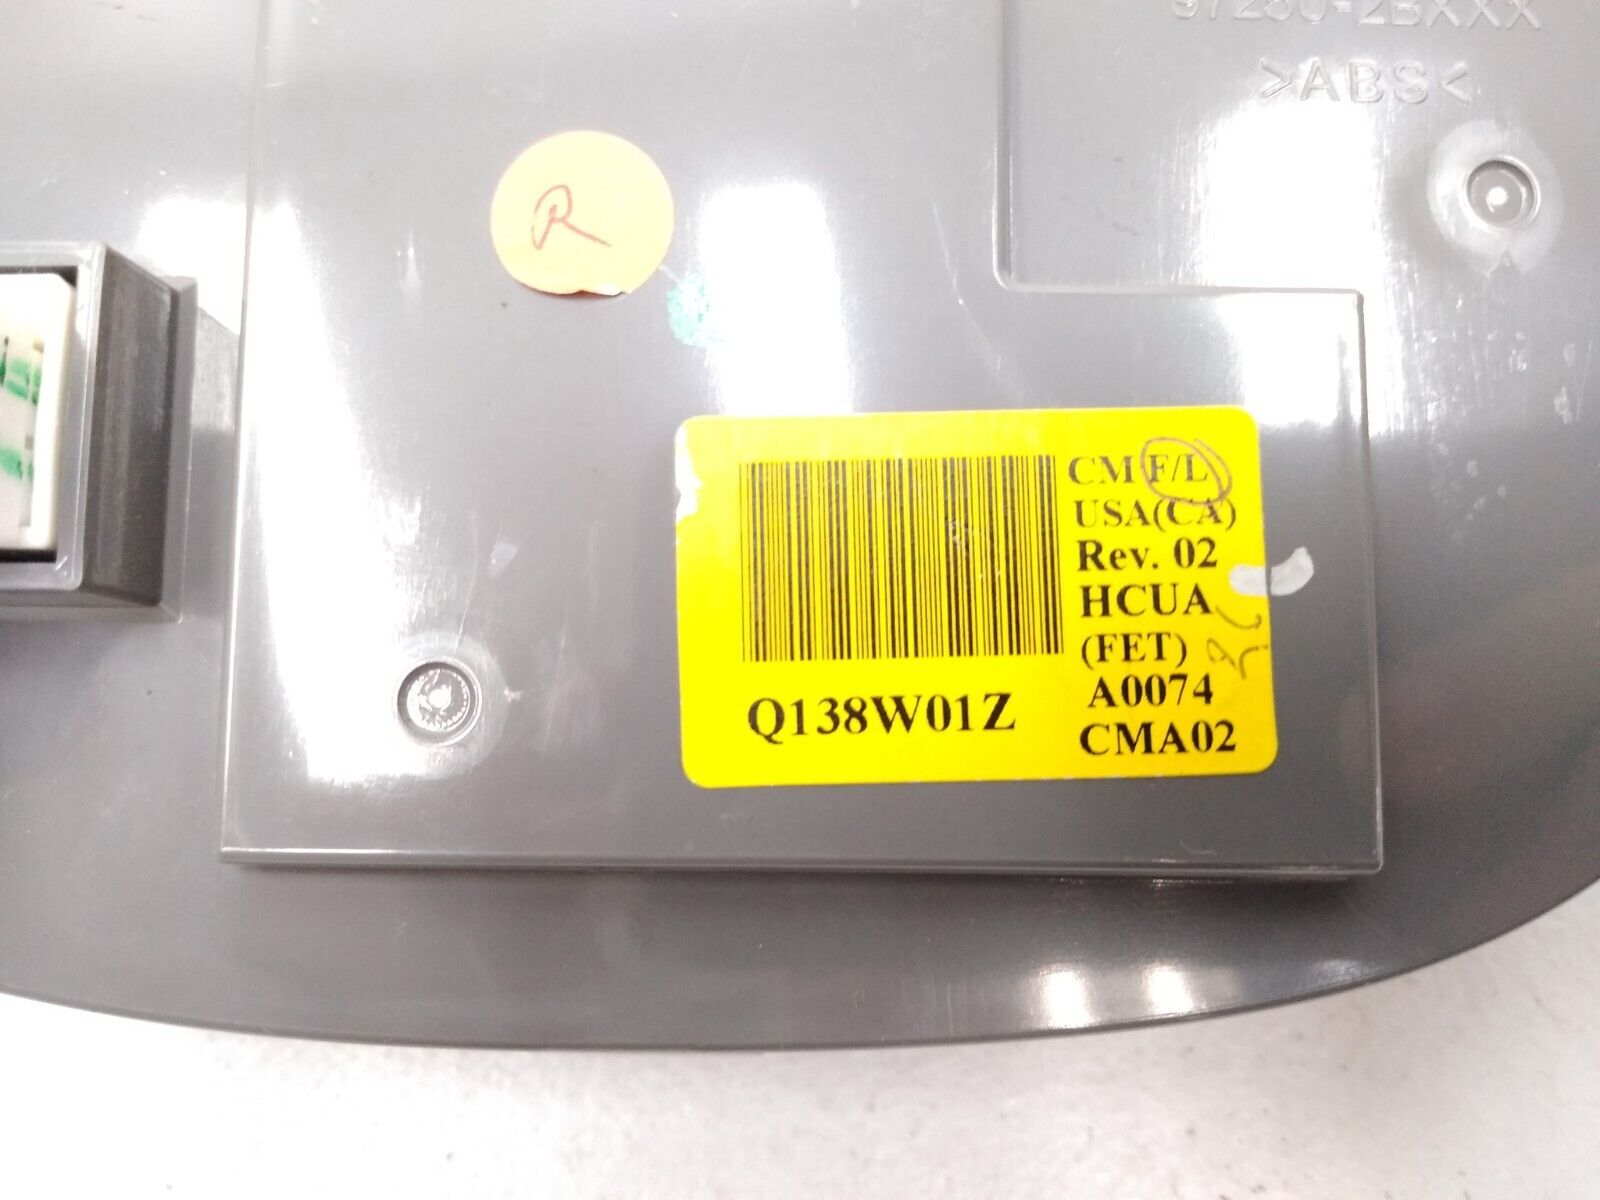 97250-2BXXX
>ABS<
R
CM F/L
USA(CA)
Rev. 02
HCUA
(FET)
A0074
CMA02
Q138W01Z